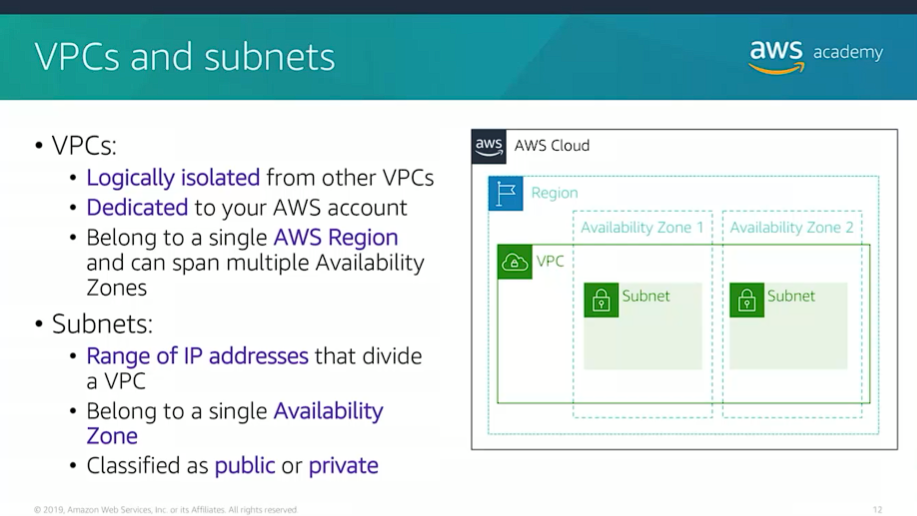 VPCs and subnets
aws academy
• VPCs:
• Logically isolated from other VPCs
• Dedicated to your AWS account
• Belong to a single AWS Region
and can span multiple Availability
Zones
• Subnets:
• Range of IP addresses that divide
a VPC
• Belong to a single Availability
Zone
• Classified as public or private
aws AWS Cloud
Region
Availability Zone 1
Availability Zone 2
VPC
Subnet
Subnet
© 2019, Amazon Web Services, Inc. or its Affiliates. All rights reserved
12